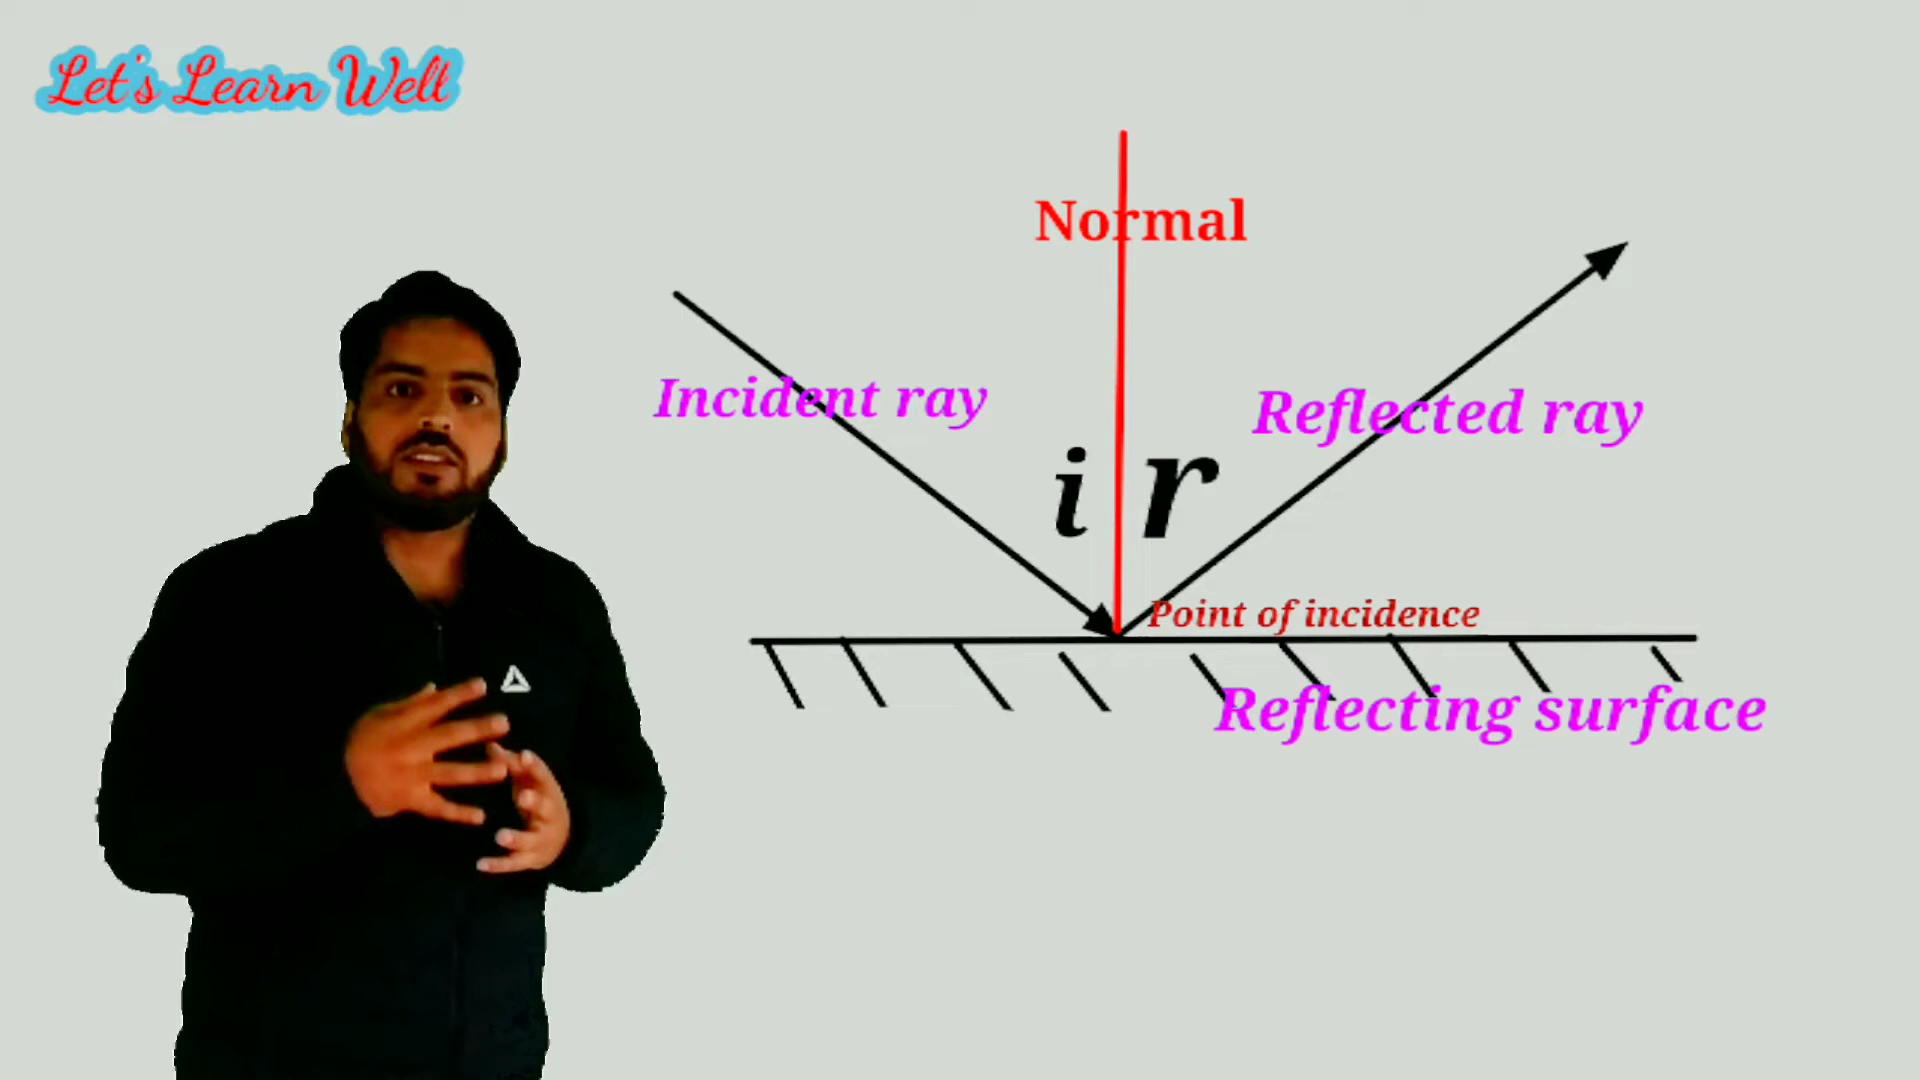 Let's Learn Well
Normal
Incident ray
Reflected ray
i r
Point of incidence
Reflecting surface